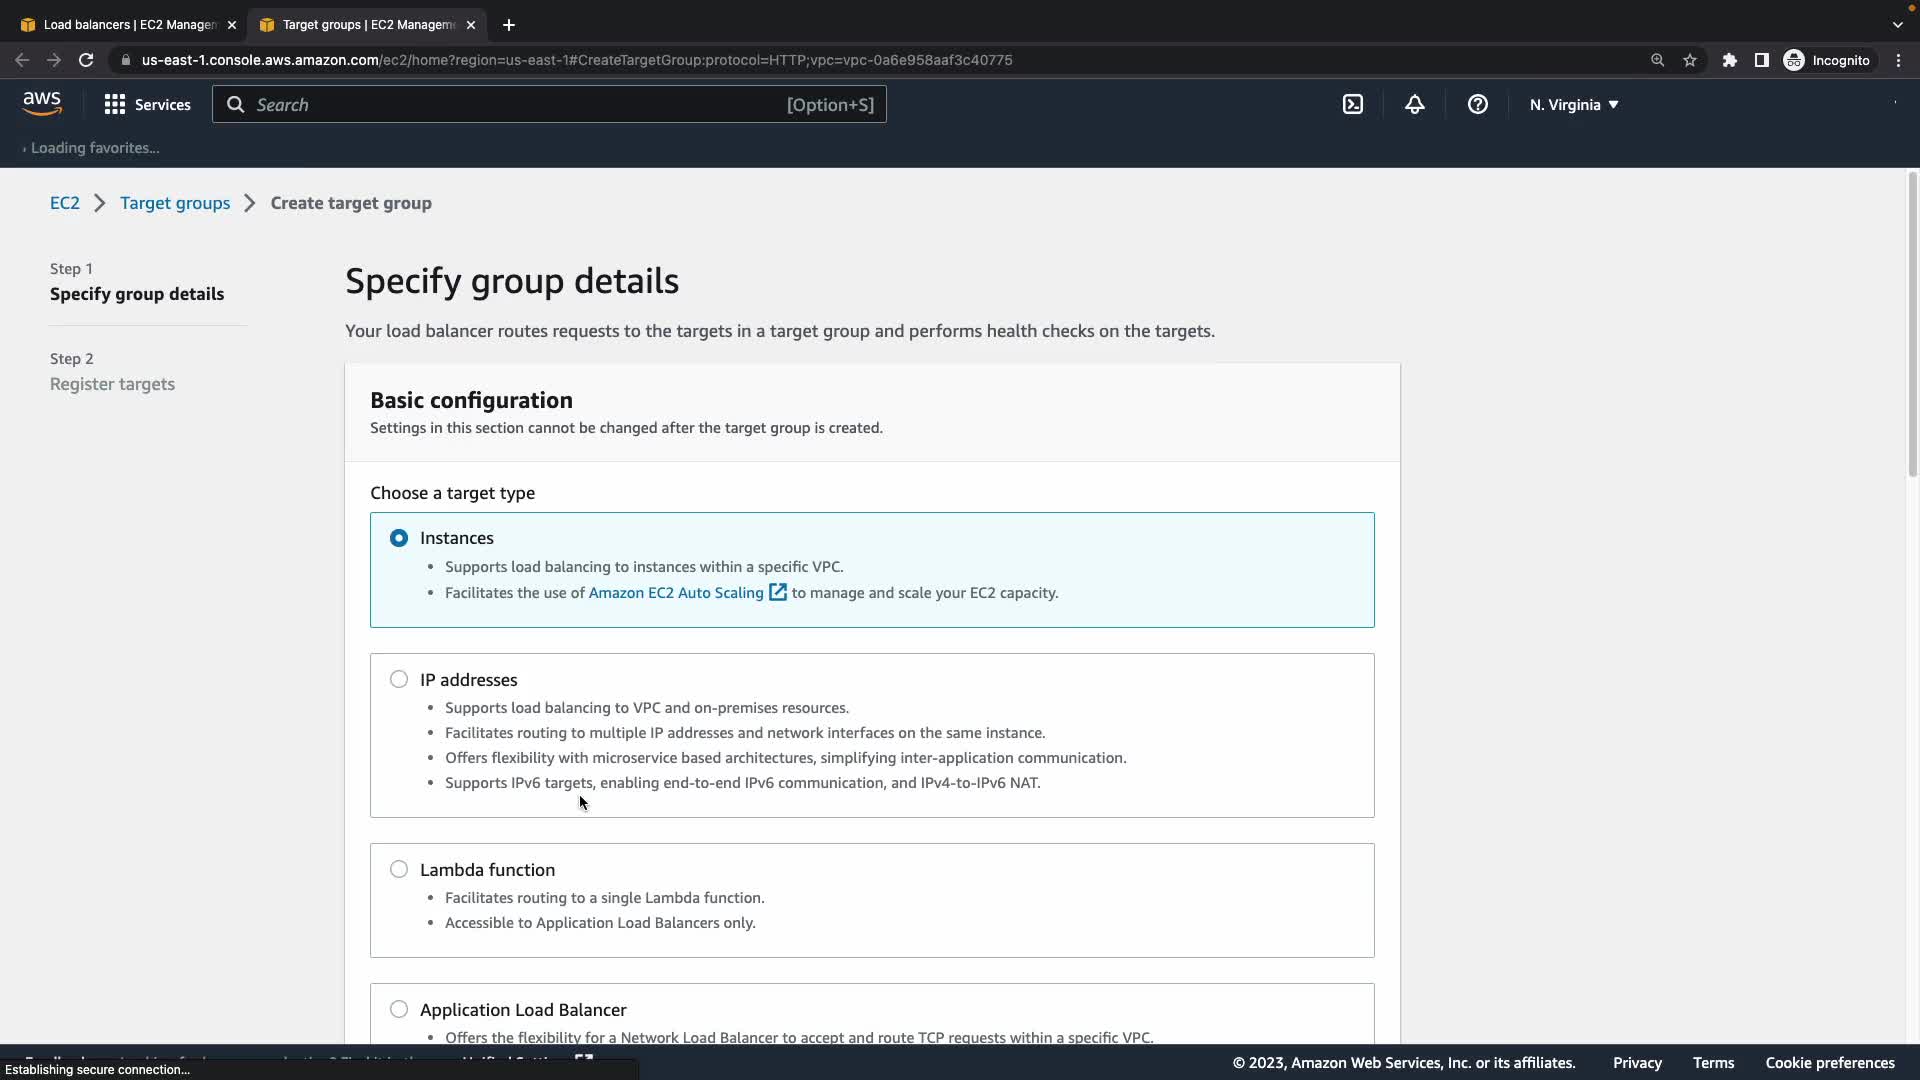 Load balancers | EC2 Managem
Target groups | EC2 Managem
us-east-1.console.aws.amazon.com/ec2/home?region=us-east-1#CreateTargetGroup:protocol=HTTP;vpc=vpc-0a6e958aaf3c40775
Incognito
aws
Services
Search
[Option+S]
N. Virginia
Loading favorites...
EC2
Target groups
Create target group
Step 1
Specify group details
Step 2
Register targets
Specify group details
Your load balancer routes requests to the targets in a target group and performs health checks on the targets.
Basic configuration
Settings in this section cannot be changed after the target group is created.
Choose a target type
Instances
• Supports load balancing to instances within a specific VPC.
• Facilitates the use of Amazon EC2 Auto Scaling to manage and scale your EC2 capacity.
IP addresses
• Supports load balancing to VPC and on-premises resources.
• Facilitates routing to multiple IP addresses and network interfaces on the same instance.
• Offers flexibility with microservice based architectures, simplifying inter-application communication.
• Supports IPv6 targets, enabling end-to-end IPv6 communication, and IPv4-to-IPv6 NAT.
Lambda function
• Facilitates routing to a single Lambda function.
• Accessible to Application Load Balancers only.
Application Load Balancer
• Offers the flexibility for a Network Load Balancer to accept and route TCP requests within a specific VPC.
Establishing secure connection...
© 2023, Amazon Web Services, Inc. or its affiliates.
Privacy
Terms
Cookie preferences